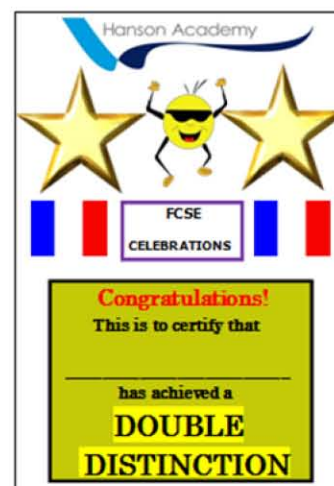 Hanson Academy
FCSE
CELEBRATIONS
Congratulations!
This is to certify that
has achieved a
DOUBLE
DISTINCTION